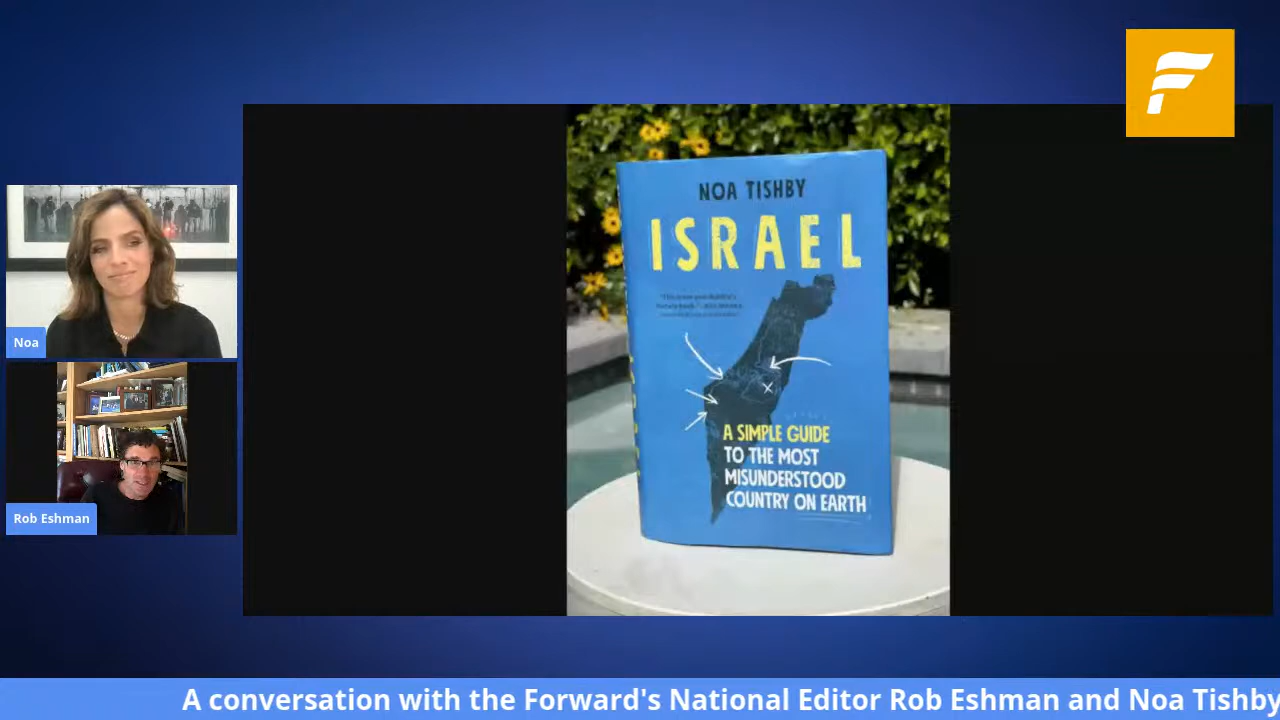 Noa
Rob Eshman
NOA TISHBY
ISRAEL
A SIMPLE GUIDE
TO THE MOST
MISUNDERSTOOD
COUNTRY ON EARTH
A conversation with the Forward's National Editor Rob Eshman and Noa Tishby